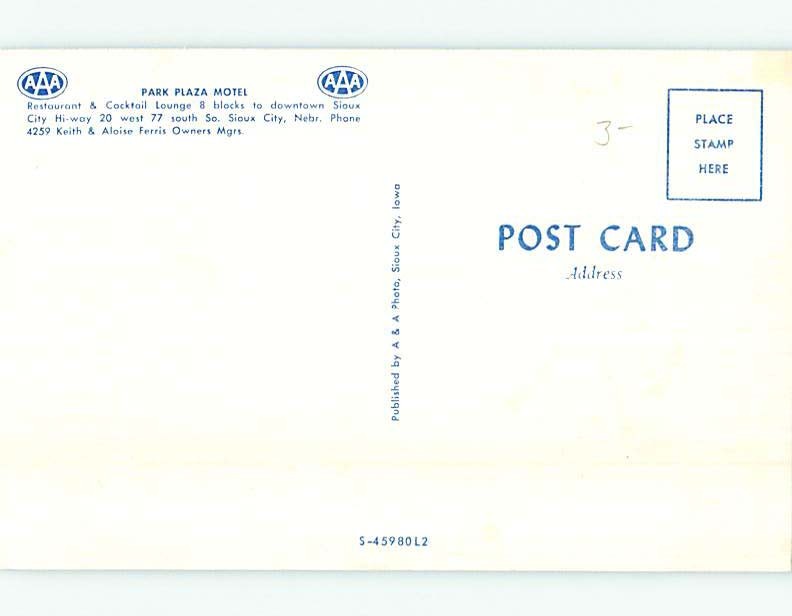 AAA AAA
PARK PLAZA MOTEL
Restaurant & Cocktail Lounge 8 blocks to downtown Sioux
City Hi-way 20 west 77 south So. Sioux City, Nebr. Phone
4259 Keith & Aloise Ferris Owners Mgrs.
Published by A & A Photo, Sioux City, Iowa
3-
PLACE
STAMP
HERE
POST CARD
Address
S-45980L2